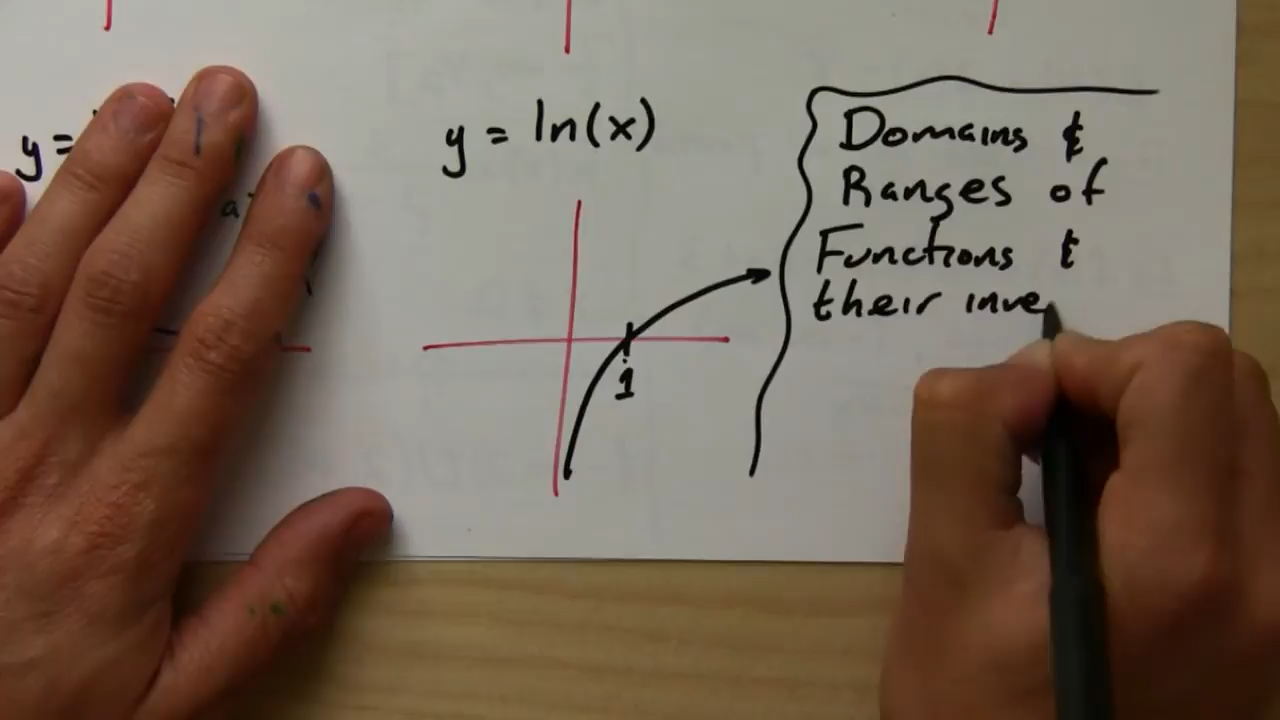 y =
y = ln(x)
1
Domains &
Ranges of
Functions &
their inve